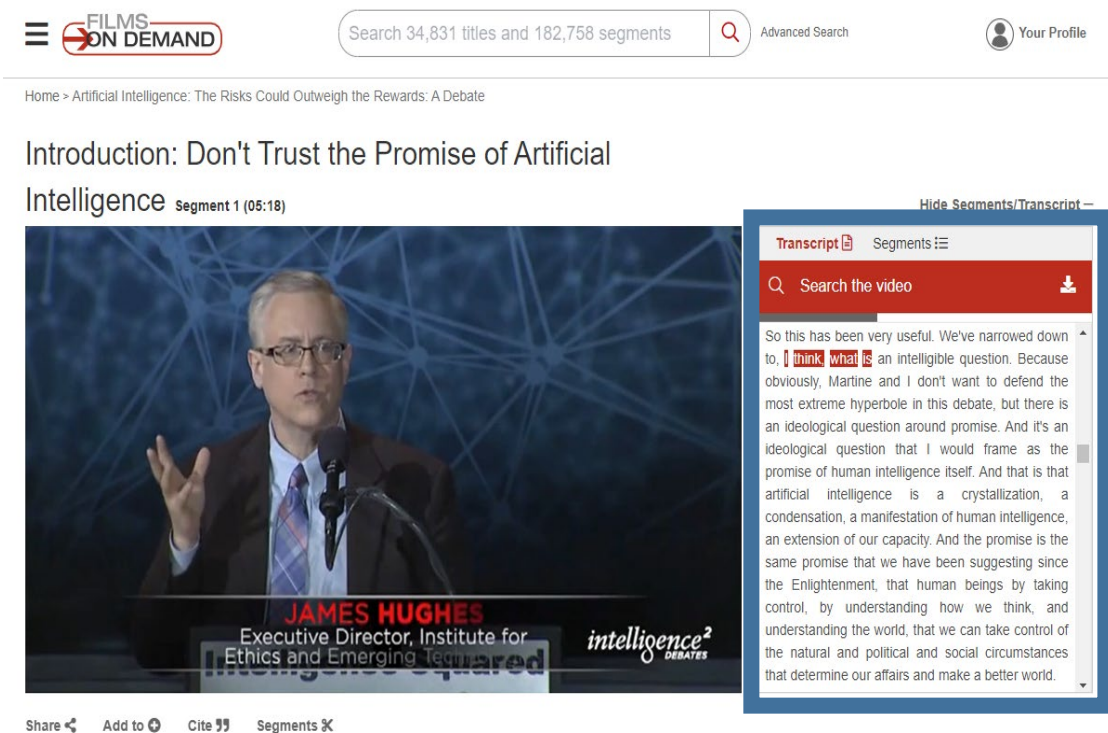 FILMS
ON DEMAND
Search 34,831 titles and 182,758 segments
Advanced Search
Your Profile
Home > Artificial Intelligence: The Risks Could Outweigh the Rewards: A Debate
Introduction: Don't Trust the Promise of Artificial
Intelligence Segment 1 (05:18)
Hide Segments/Transcript
JAMES HUGHES
Executive Director, Institute for
Ethics and Emerging
Intelligence Squared
intelligence²
DEBATES
Transcript Segments
Search the video
So this has been very useful. We've narrowed down
to, I think, what is an intelligible question. Because
obviously, Martine and I don't want to defend the
most extreme hyperbole in this debate, but there is
an ideological question around promise. And it's an
ideological question that I would frame as the
promise of human intelligence itself. And that is that
artificial intelligence is a crystallization, a
condensation, a manifestation of human intelligence,
an extension of our capacity. And the promise is the
same promise that we have been suggesting since
the Enlightenment, that human beings by taking
control, by understanding how we think, and
understanding the world, that we can take control of
the natural and political and social circumstances
that determine our affairs and make a better world.
Share Add to Cite Segments